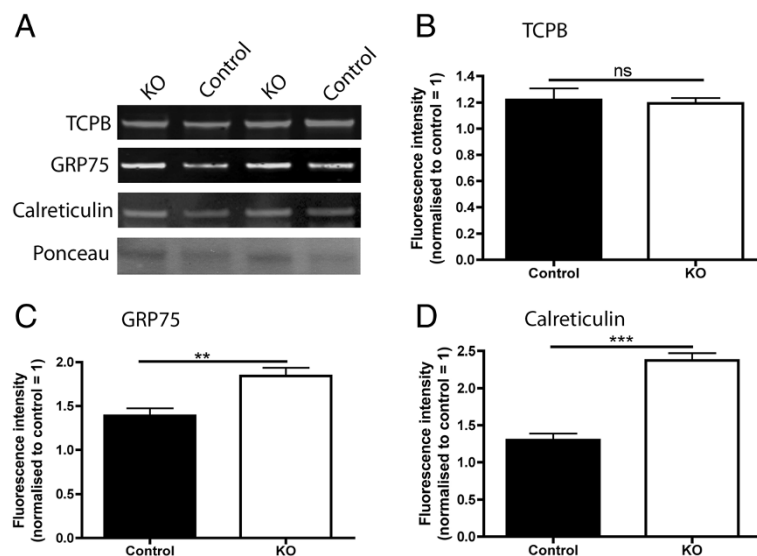 A
KO
Control
KO
Control
TCPB
GRP75
Calreticulin
Ponceau
B
TCPB
Fluorescence intensity
(normalised to control = 1)
1.4
1.2
1.0
0.8
0.6
0.4
0.2
0.0
ns
Control
KO
C
GRP75
Fluorescence intensity
(normalised to control = 1)
2.0
1.5
1.0
0.5
0.0
**
Control
KO
D
Calreticulin
Fluorescence intensity
(normalised to control = 1)
2.5
2.0
1.5
1.0
0.5
0.0
***
Control
KO